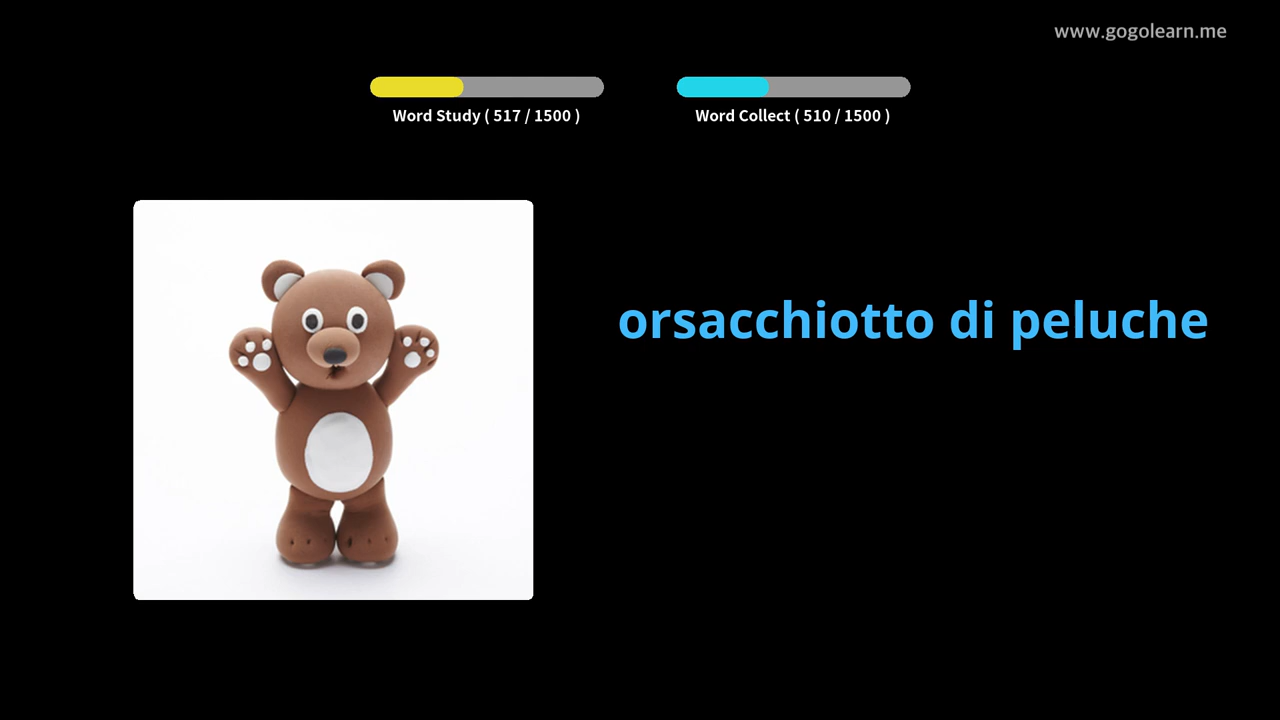 www.gogolearn.me
Word Study ( 517 / 1500 )
Word Collect ( 510 / 1500 )
orsacchiotto di peluche